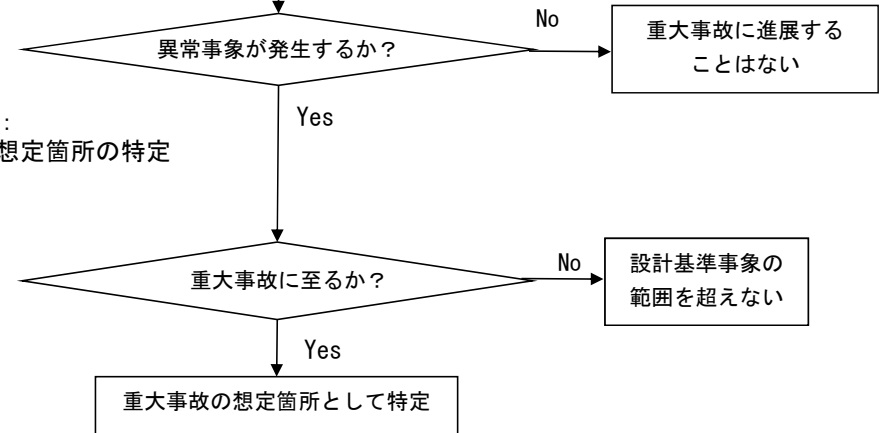 No
異常事象が発生するか？
重大事故に進展する
ことはない
Yes
：
想定箇所の特定
重大事故に至るか？
No
設計基準事象の
範囲を超えない
Yes
重大事故の想定箇所として特定